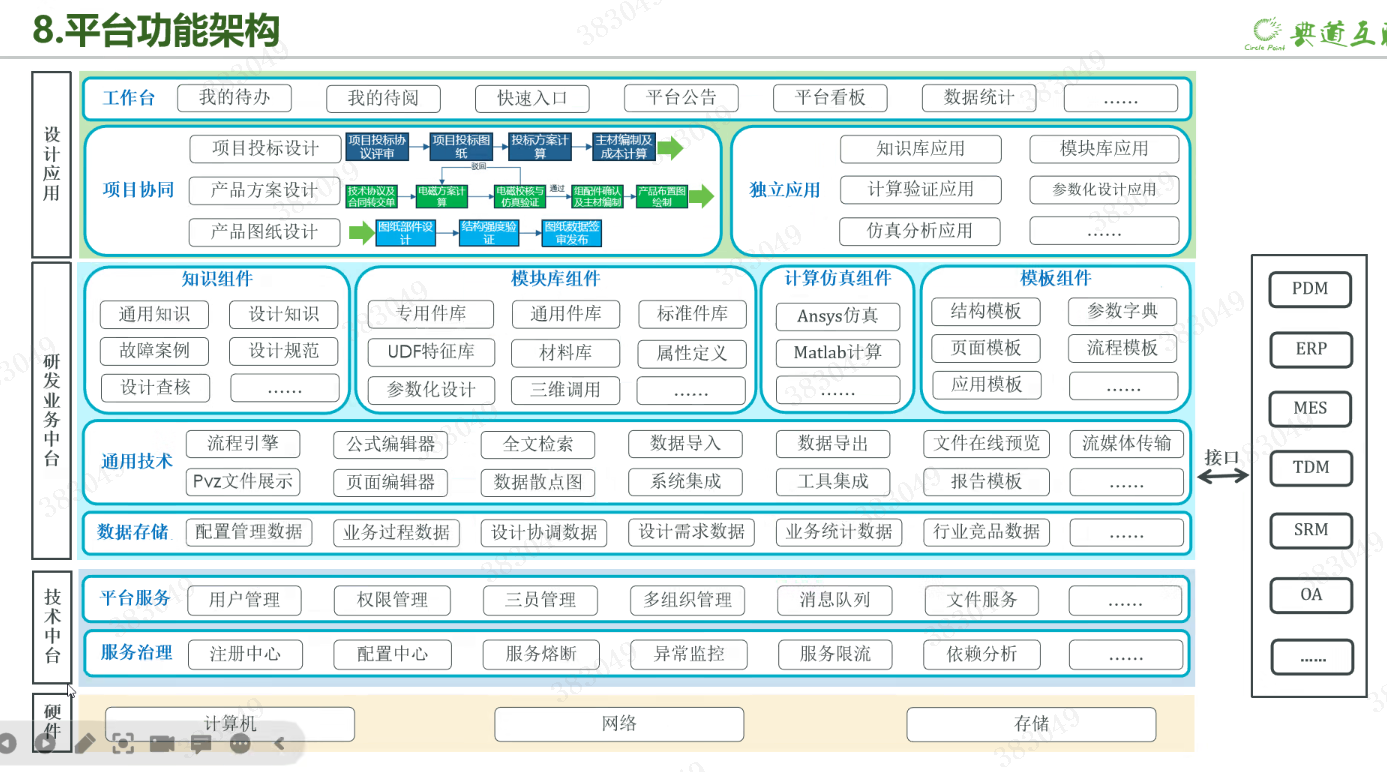 8.平台功能架构
典道互
Circle Point
设计应用
工作台
我的待办
我的待阅
快速入口
平台公告
平台看板
数据统计
......
项目协同
项目投标设计
项目投标协议评审
项目投标图纸
投标方案计算
主材编制及成本计算
产品方案设计
驳回
技术协议及合同转交单
电磁方案计算
电磁校核与仿真验证
通过
组配件确认及主材编制
产品布置图绘制
产品图纸设计
图纸部件设计
结构强度验证
图纸数据签审发布
独立应用
知识库应用
模块库应用
计算验证应用
参数化设计应用
仿真分析应用
......
研发业务中台
知识组件
通用知识
设计知识
故障案例
设计规范
设计查核
......
模块库组件
专用件库
通用件库
标准件库
UDF特征库
材料库
属性定义
参数化设计
三维调用
......
计算仿真组件
Ansys仿真
Matlab计算
......
模板组件
结构模板
参数字典
页面模板
流程模板
应用模板
......
通用技术
流程引擎
公式编辑器
全文检索
数据导入
数据导出
文件在线预览
流媒体传输
Pvz文件展示
页面编辑器
数据散点图
系统集成
工具集成
报告模板
......
数据存储
配置管理数据
业务过程数据
设计协调数据
设计需求数据
业务统计数据
行业竞品数据
......
技术中台
平台服务
用户管理
权限管理
三员管理
多组织管理
消息队列
文件服务
......
服务治理
注册中心
配置中心
服务熔断
异常监控
服务限流
依赖分析
......
硬件
计算机
网络
存储
接口
PDM
ERP
MES
TDM
SRM
OA
......
383049